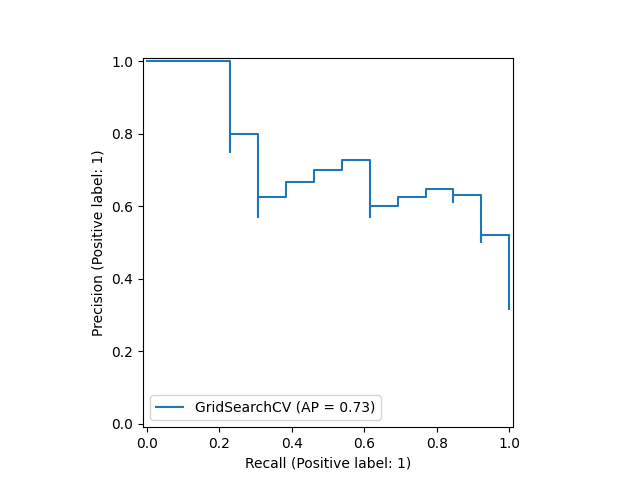 1.0
0.8
0.6
0.4
0.2
0.0
Precision (Positive label: 1)
GridSearchCV (AP = 0.73)
0.0 0.2 0.4 0.6 0.8 1.0
Recall (Positive label: 1)